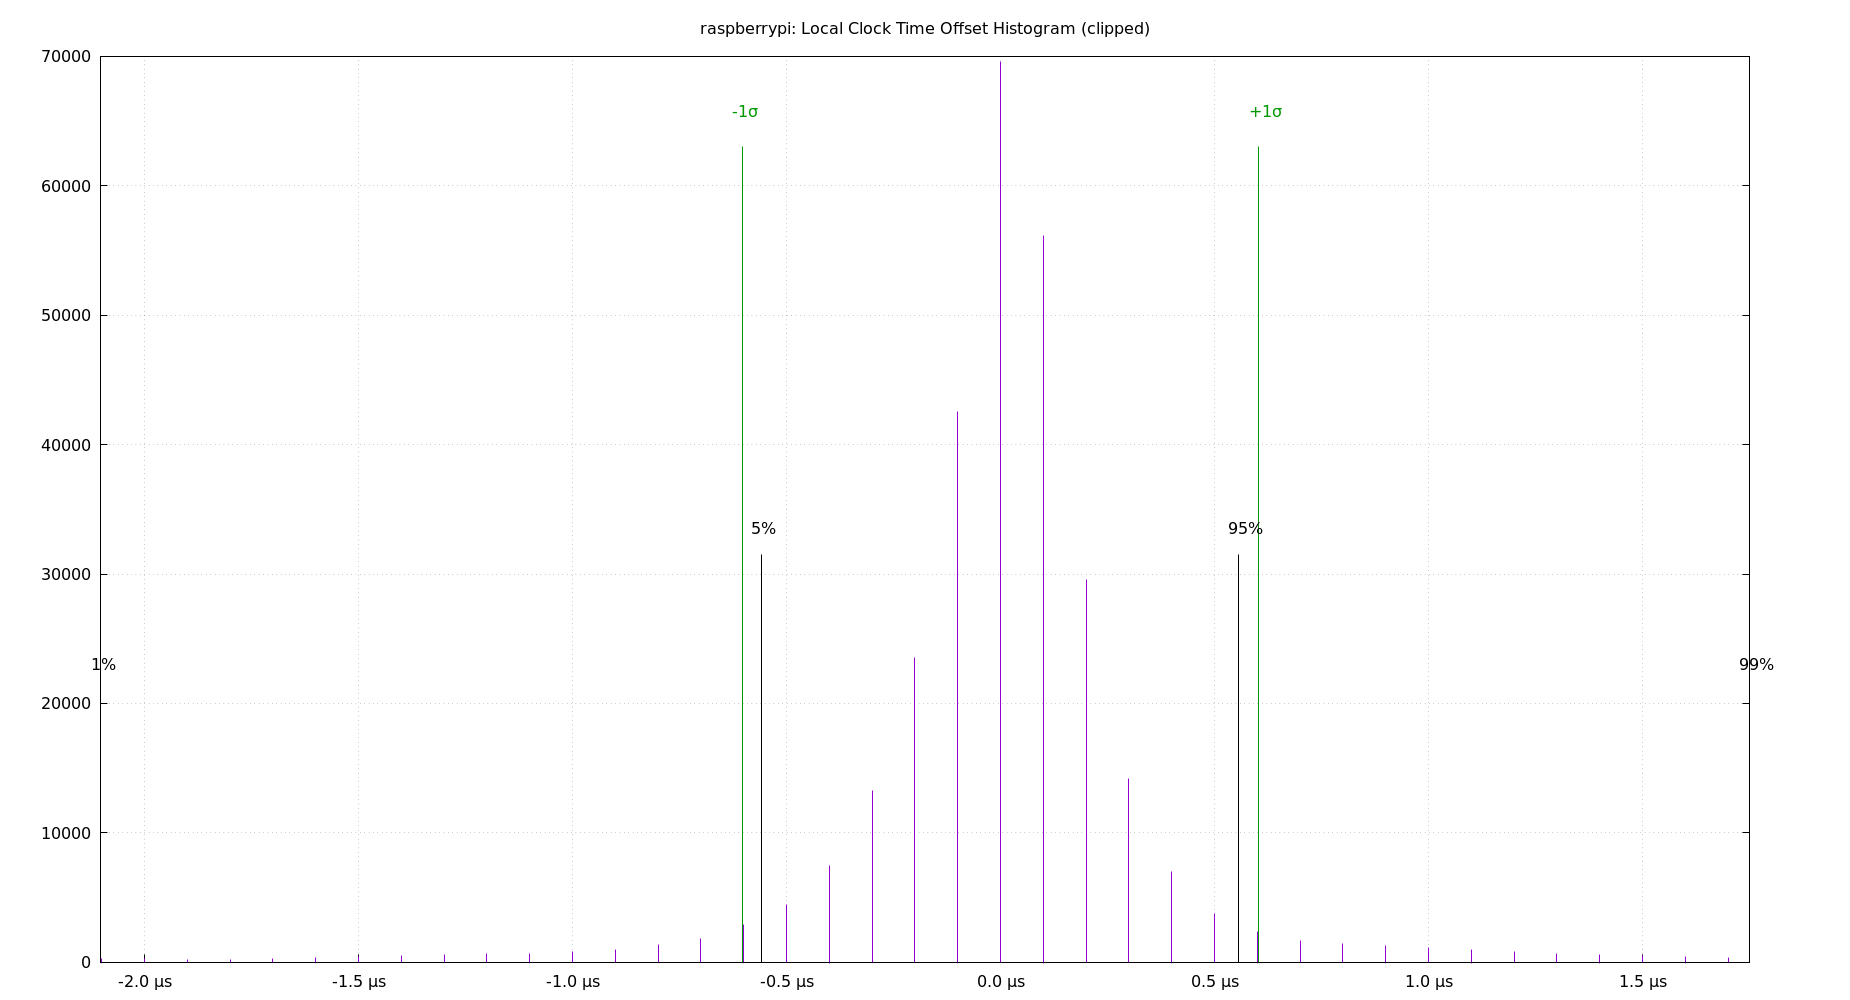 raspberrypi: Local Clock Time Offset Histogram (clipped)
70000
-1σ
+1σ
60000
50000
40000
5%
95%
30000
1%
99%
20000
10000
0
-2.0 µs
-1.5 µs
-1.0 µs
-0.5 µs
0.0 µs
0.5 µs
1.0 µs
1.5 µs